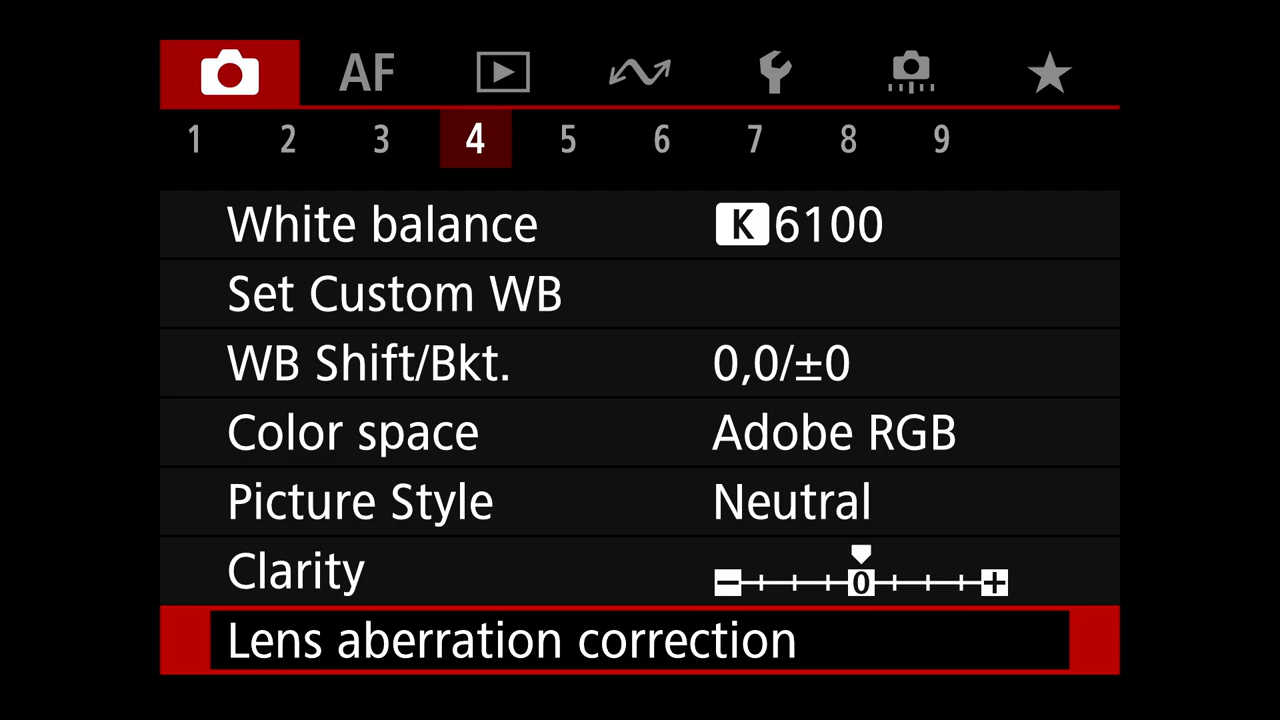 AF
1 2 3 4 5 6 7 8 9
White balance K 6100
Set Custom WB
WB Shift/Bkt. 0,0/±0
Color space Adobe RGB
Picture Style Neutral
Clarity − 0 +
Lens aberration correction